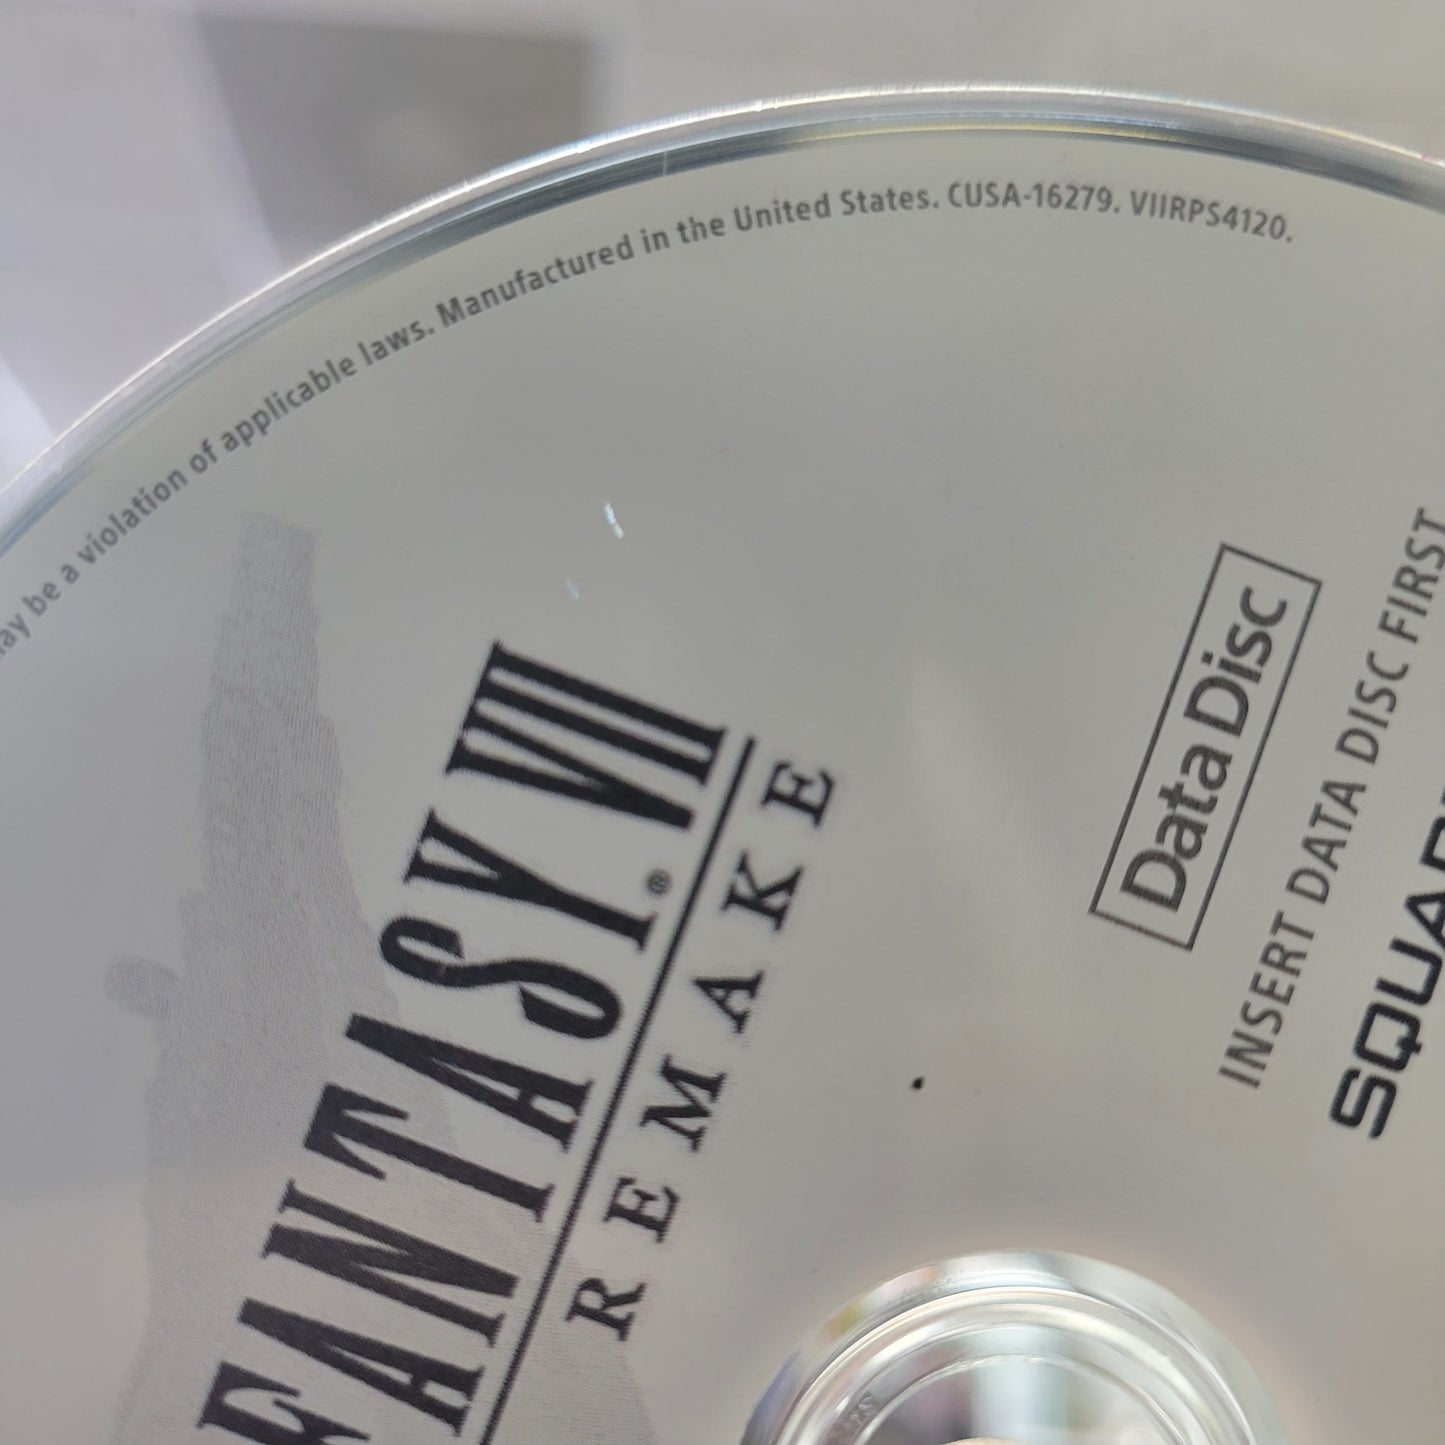 be a violation of applicable laws. Manufactured in the United States. CUSA-16279. VIIRPS4120.
FANTASY VII®
REMAKE
Data Disc
INSERT DATA DISC FIRST